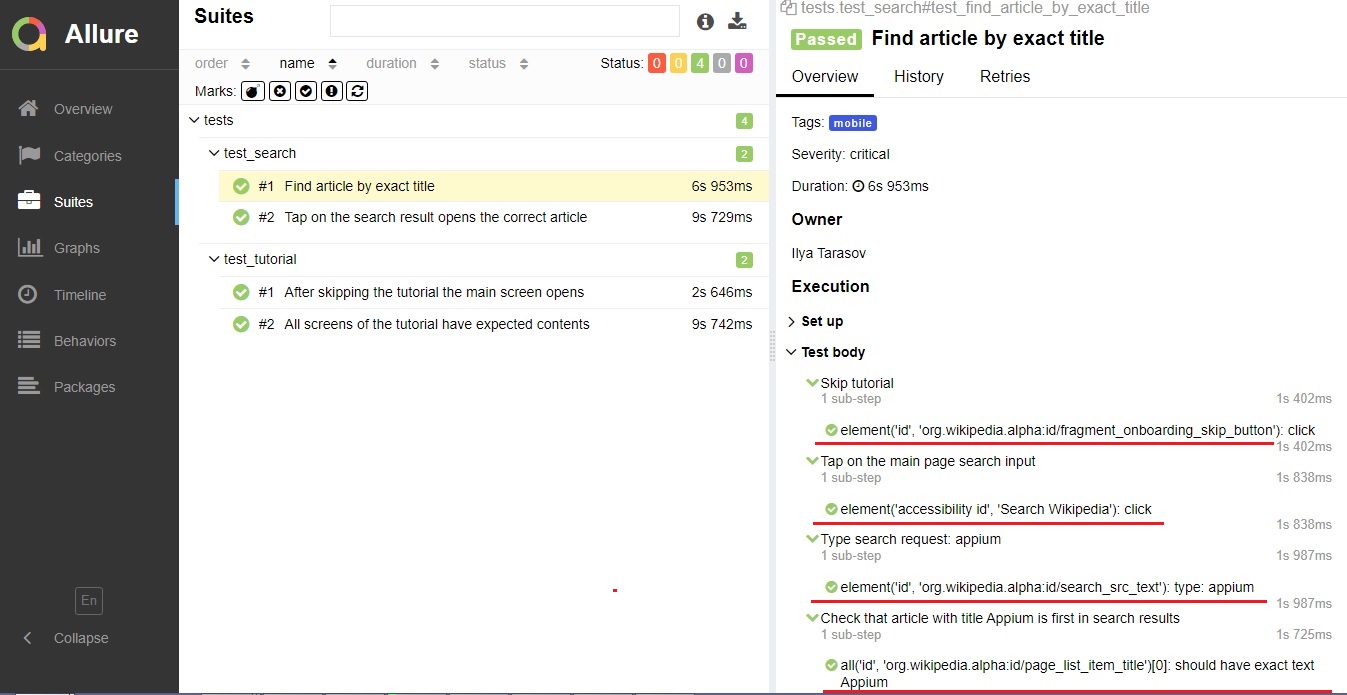 Allure
Overview
Categories
Suites
Graphs
Timeline
Behaviors
Packages
En
Collapse
Suites
order name duration status Status: 0 0 4 0 0
Marks:
tests 4
test_search 2
#1 Find article by exact title 6s 953ms
#2 Tap on the search result opens the correct article 9s 729ms
test_tutorial 2
#1 After skipping the tutorial the main screen opens 2s 646ms
#2 All screens of the tutorial have expected contents 9s 742ms
tests.test_search#test_find_article_by_exact_title
Passed Find article by exact title
Overview History Retries
Tags: mobile
Severity: critical
Duration: 6s 953ms
Owner
Ilya Tarasov
Execution
Set up
Test body
Skip tutorial
1 sub-step 1s 402ms
element('id', 'org.wikipedia.alpha:id/fragment_onboarding_skip_button'): click
1s 402ms
Tap on the main page search input
1 sub-step 1s 838ms
element('accessibility id', 'Search Wikipedia'): click
1s 838ms
Type search request: appium
1 sub-step 1s 987ms
element('id', 'org.wikipedia.alpha:id/search_src_text'): type: appium
1s 987ms
Check that article with title Appium is first in search results
1 sub-step 1s 725ms
all('id', 'org.wikipedia.alpha:id/page_list_item_title')[0]: should have exact text
Appium